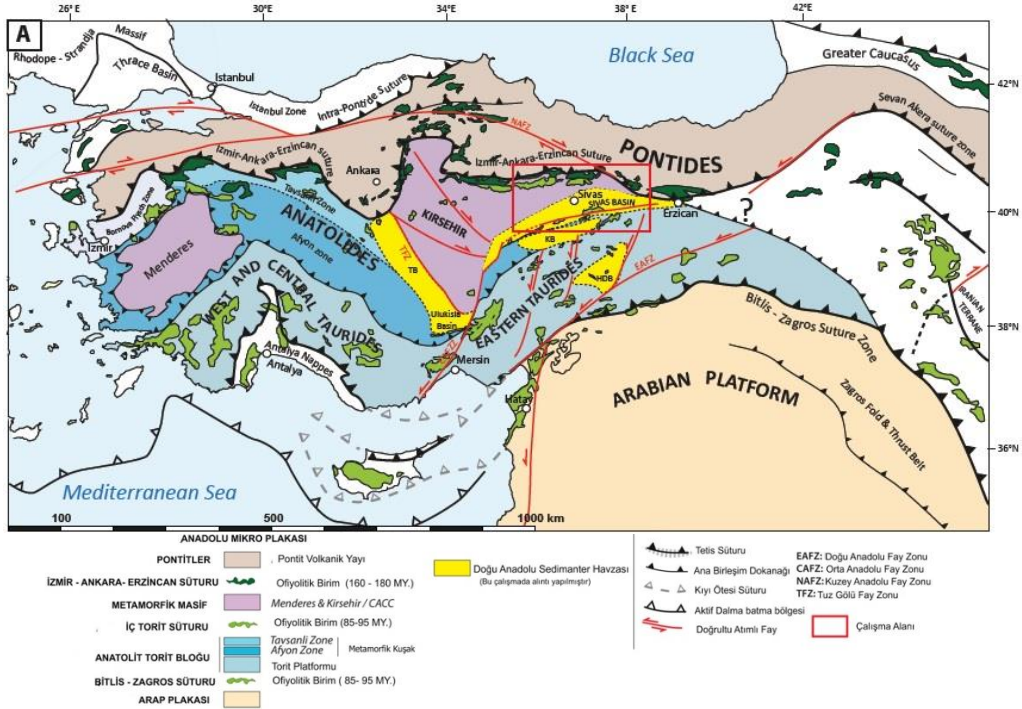 26°E
30°E
34°E
38° E
42°E
A
Rhodope - Strandja
Massif
Thrace Basin
Istanbul
Istanbul Zone
Intra-Pontide Suture
Black Sea
Greater Caucasus
42°N
Sevan Akera suture zone
NAFZ
PONTIDES
Izmir-Ankara-Erzincan suture
Ankara
Izmir-Ankara-Erzincan Suture
Sivas
SIVAS BASIN
Erzican
?
40°N
Bornova Flysch Zone
Izmir
Tavsanli Zone
ANATOLIDES
Afyon zone
KIRSEHIR
KB
Menderes
TFZ
TB
HDB
EAFZ
IRANIAN TERRANE
WEST AND CENTRAL TAURIDES
Ulukisla
Basin
EASTERN TAURIDES
Bitlis - Zagros Suture Zone
38°N
Antalya Nappes
Antalya
Mersin
Hatay
ARABIAN PLATFORM
Zagros Fold & Thrust Belt
36°N
Mediterranean Sea
100
500
1000 km
ANADOLU MİKRO PLAKASI
PONTİTLER
Pontit Volkanik Yayı
İZMİR - ANKARA- ERZİNCAN SUTÜRU
Ofiyolitik Birim (160 - 180 MY.)
METAMORFİK MASİF
Menderes & Kirsehir / CACC
İÇ TORİT SÜTÜRU
Ofiyolitik Birim (85-95 MY.)
ANATOLİT TORİT BLOĞU
Tavsanli Zone
Afyon Zone
Metamorfik Kuşak
Torit Platformu
BİTLİS - ZAGROS SÜTURU
Ofiyolitik Birim ( 85- 95 MY.)
ARAP PLAKASI
Doğu Anadolu Sedimanter Havzası
(Bu çalışmada alıntı yapılmıştır)
Tetis Süturu
Ana Birleşim Dokanağı
Kıyı Ötesi Süturu
Aktif Dalma batma bölgesi
Doğrultu Atımlı Fay
EAFZ: Doğu Anadolu Fay Zonu
CAFZ: Orta Anadolu Fay Zonu
NAFZ: Kuzey Anadolu Fay Zonu
TFZ: Tuz Gölü Fay Zonu
Çalışma Alanı